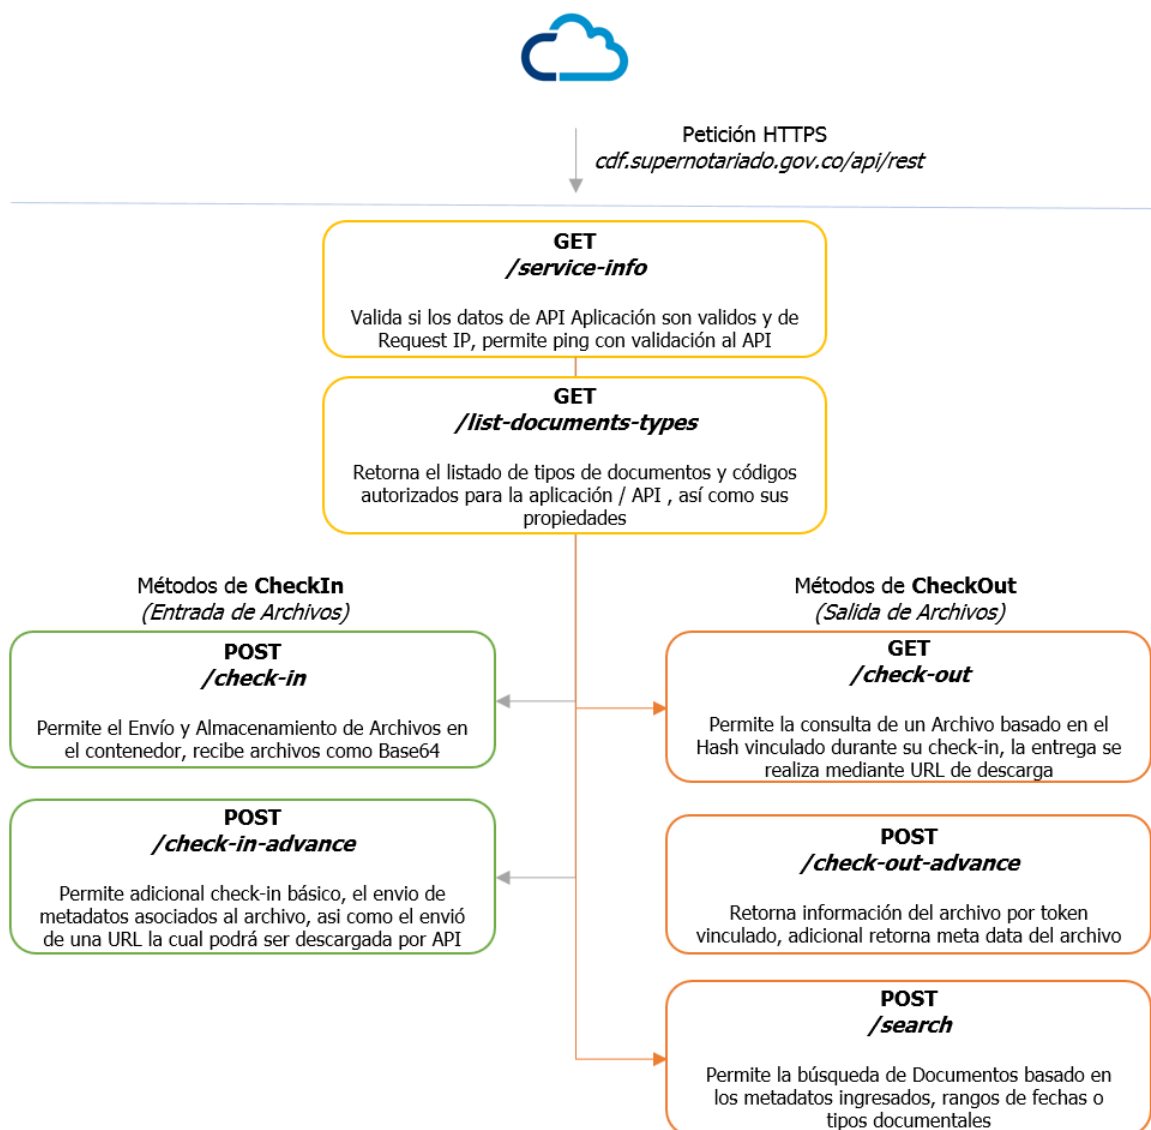 Petición HTTPS
cdf.supernotariado.gov.co/api/rest
GET
/service-info
Valida si los datos de API Aplicación son validos y de
Request IP, permite ping con validación al API
GET
/list-documents-types
Retorna el listado de tipos de documentos y códigos
autorizados para la aplicación / API , así como sus
propiedades
Métodos de CheckIn
(Entrada de Archivos)
POST
/check-in
Permite el Envío y Almacenamiento de Archivos en
el contenedor, recibe archivos como Base64
POST
/check-in-advance
Permite adicional check-in básico, el envio de
metadatos asociados al archivo, asi como el envió
de una URL la cual podrá ser descargada por API
Métodos de CheckOut
(Salida de Archivos)
GET
/check-out
Permite la consulta de un Archivo basado en el
Hash vinculado durante su check-in, la entrega se
realiza mediante URL de descarga
POST
/check-out-advance
Retorna información del archivo por token
vinculado, adicional retorna meta data del archivo
POST
/search
Permite la búsqueda de Documentos basado en
los metadatos ingresados, rangos de fechas o
tipos documentales